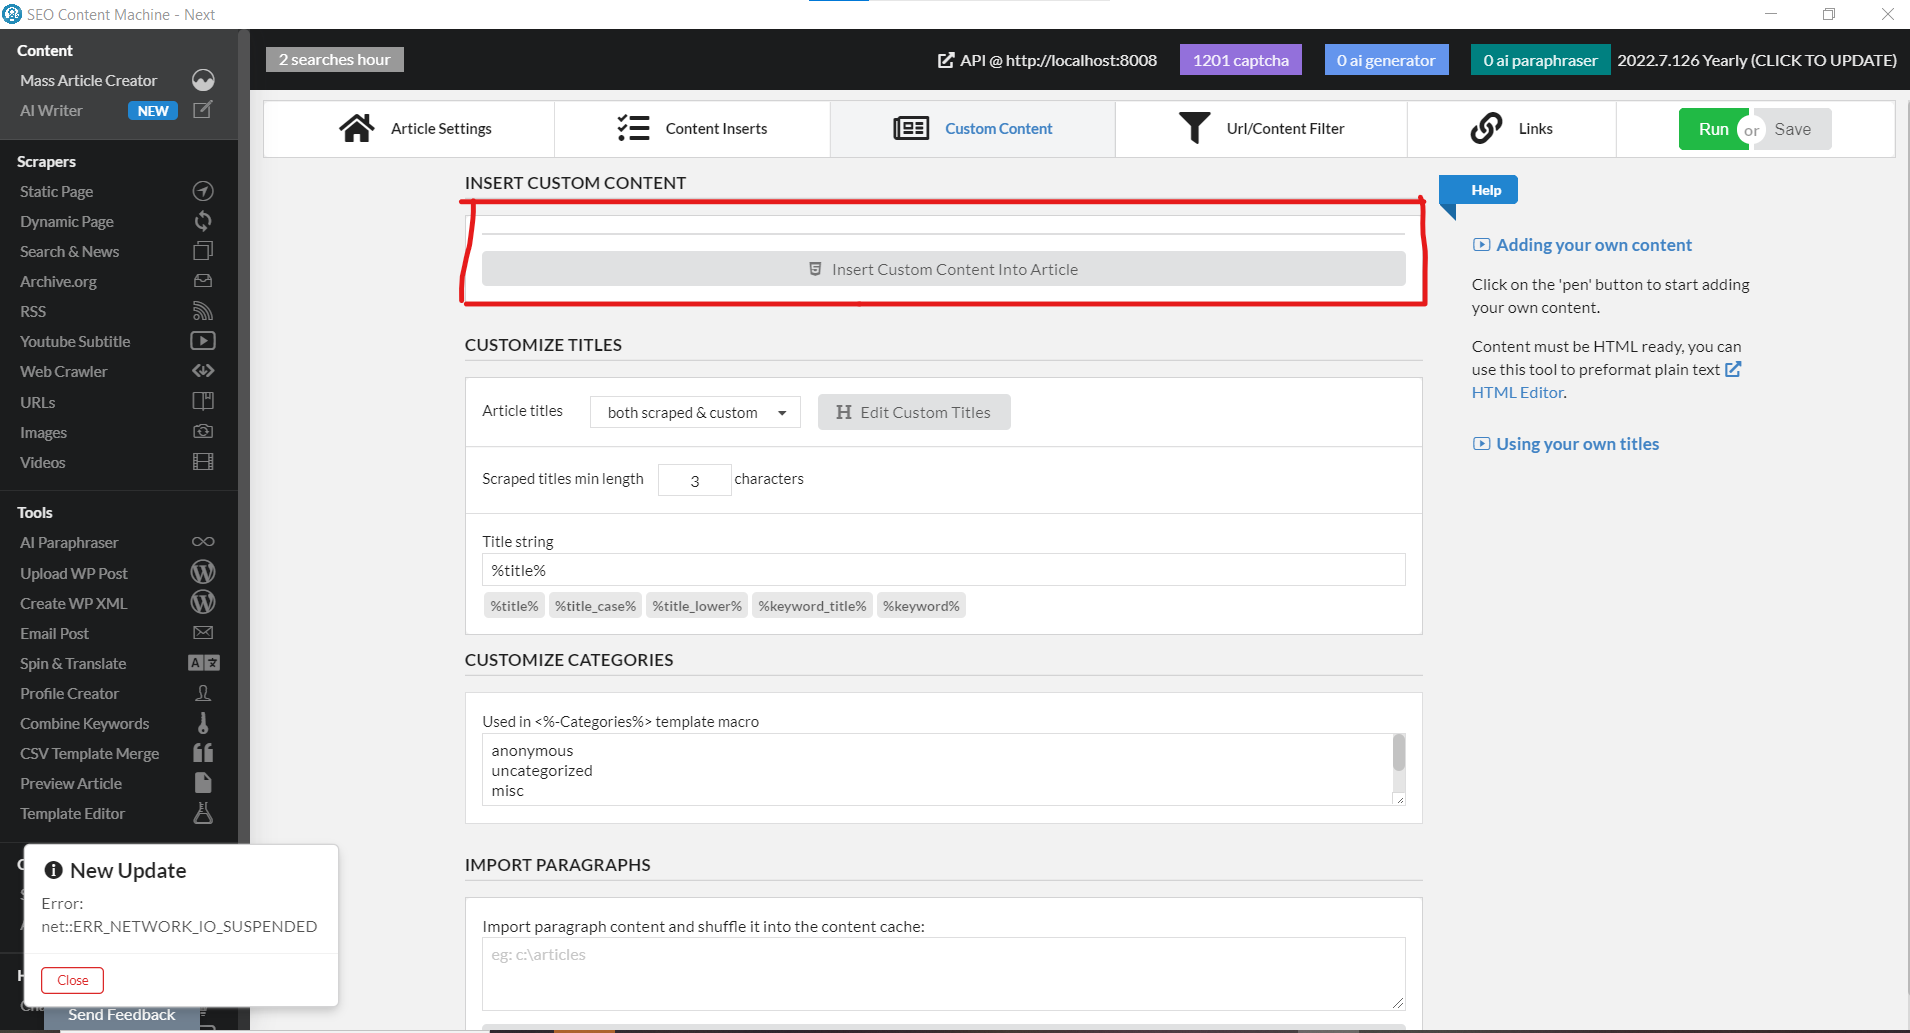 SEO Content Machine - Next
Content
Mass Article Creator
AI Writer NEW
Scrapers
Static Page
Dynamic Page
Search & News
Archive.org
RSS
Youtube Subtitle
Web Crawler
URLs
Images
Videos
Tools
AI Paraphraser
Upload WP Post
Create WP XML
Email Post
Spin & Translate
Profile Creator
Combine Keywords
CSV Template Merge
Preview Article
Template Editor
New Update
Error:
net::ERR_NETWORK_IO_SUSPENDED
Close
Send Feedback
2 searches hour
API @ http://localhost:8008
1201 captcha
0 ai generator
0 ai paraphraser
2022.7.126 Yearly (CLICK TO UPDATE)
Article Settings
Content Inserts
Custom Content
Url/Content Filter
Links
Run or Save
INSERT CUSTOM CONTENT
Insert Custom Content Into Article
CUSTOMIZE TITLES
Article titles both scraped & custom H Edit Custom Titles
Scraped titles min length 3 characters
Title string
%title%
%title% %title_case% %title_lower% %keyword_title% %keyword%
CUSTOMIZE CATEGORIES
Used in <%-Categories%> template macro
anonymous
uncategorized
misc
IMPORT PARAGRAPHS
Import paragraph content and shuffle it into the content cache:
eg: c:\articles
Help
Adding your own content
Click on the 'pen' button to start adding
your own content.
Content must be HTML ready, you can
use this tool to preformat plain text
HTML Editor.
Using your own titles